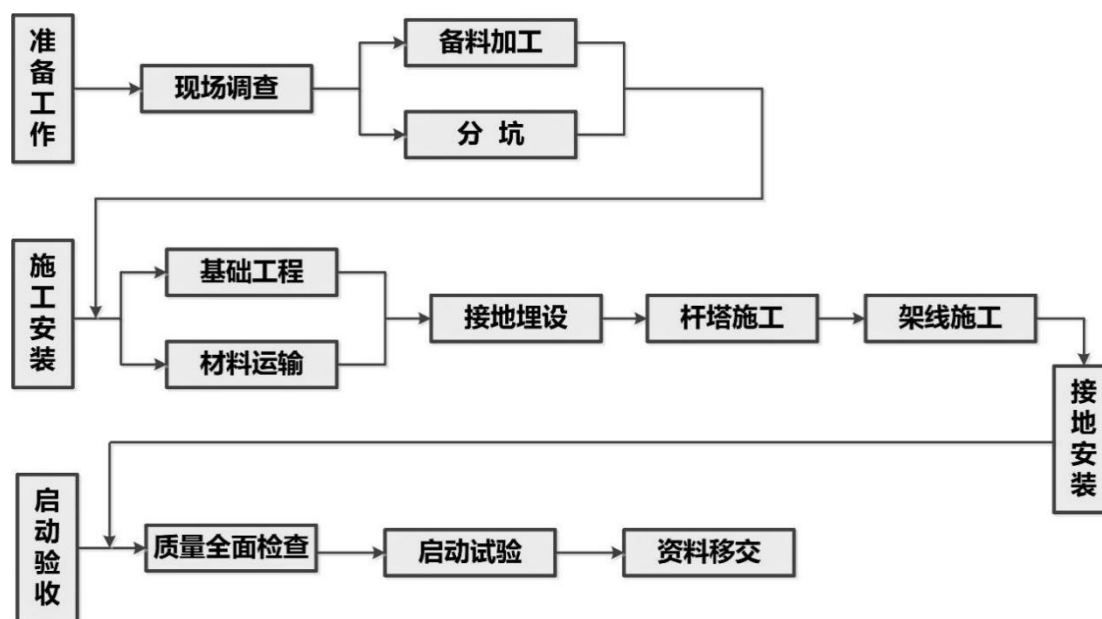 准备工作
现场调查
备料加工
分 坑
施工安装
基础工程
材料运输
接地埋设
杆塔施工
架线施工
接地安装
启动验收
质量全面检查
启动试验
资料移交